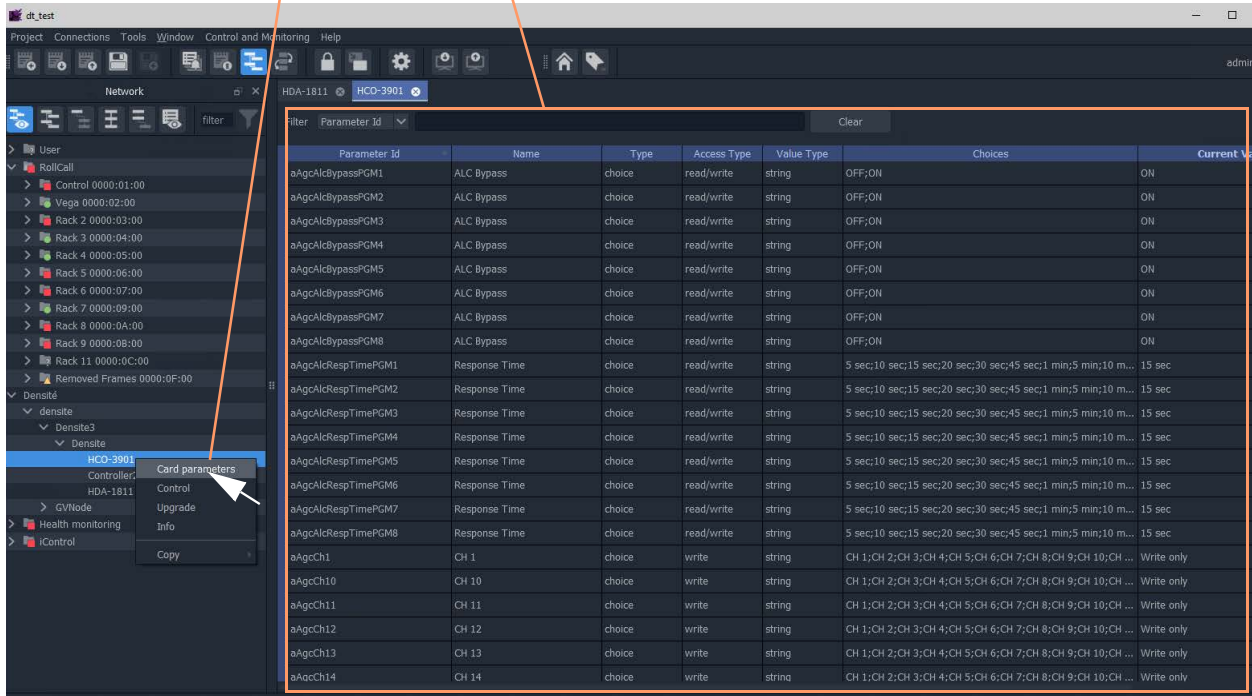 dt_test
Project Connections Tools Window Control and Monitoring Help
admin
Network
HDA-1811 HCO-3901
filter
Filter Parameter Id Clear
User
RollCall
Control 0000:01:00
Vega 0000:02:00
Rack 2 0000:03:00
Rack 3 0000:04:00
Rack 4 0000:05:00
Rack 5 0000:06:00
Rack 6 0000:07:00
Rack 7 0000:09:00
Rack 8 0000:0A:00
Rack 9 0000:0B:00
Rack 11 0000:0C:00
Removed Frames 0000:0F:00
Densité
densite
Densite3
Densite
HCO-3901
Controller2
HDA-1811
GVNode
Health monitoring
iControl
Card parameters
Control
Upgrade
Info
Copy
Parameter Id Name Type Access Type Value Type Choices Current Va
aAgcAlcBypassPGM1 ALC Bypass choice read/write string OFF;ON ON
aAgcAlcBypassPGM2 ALC Bypass choice read/write string OFF;ON ON
aAgcAlcBypassPGM3 ALC Bypass choice read/write string OFF;ON ON
aAgcAlcBypassPGM4 ALC Bypass choice read/write string OFF;ON ON
aAgcAlcBypassPGM5 ALC Bypass choice read/write string OFF;ON ON
aAgcAlcBypassPGM6 ALC Bypass choice read/write string OFF;ON ON
aAgcAlcBypassPGM7 ALC Bypass choice read/write string OFF;ON ON
aAgcAlcBypassPGM8 ALC Bypass choice read/write string OFF;ON ON
aAgcAlcRespTimePGM1 Response Time choice read/write string 5 sec;10 sec;15 sec;20 sec;30 sec;45 sec;1 min;5 min;10 m... 15 sec
aAgcAlcRespTimePGM2 Response Time choice read/write string 5 sec;10 sec;15 sec;20 sec;30 sec;45 sec;1 min;5 min;10 m... 15 sec
aAgcAlcRespTimePGM3 Response Time choice read/write string 5 sec;10 sec;15 sec;20 sec;30 sec;45 sec;1 min;5 min;10 m... 15 sec
aAgcAlcRespTimePGM4 Response Time choice read/write string 5 sec;10 sec;15 sec;20 sec;30 sec;45 sec;1 min;5 min;10 m... 15 sec
aAgcAlcRespTimePGM5 Response Time choice read/write string 5 sec;10 sec;15 sec;20 sec;30 sec;45 sec;1 min;5 min;10 m... 15 sec
aAgcAlcRespTimePGM6 Response Time choice read/write string 5 sec;10 sec;15 sec;20 sec;30 sec;45 sec;1 min;5 min;10 m... 15 sec
aAgcAlcRespTimePGM7 Response Time choice read/write string 5 sec;10 sec;15 sec;20 sec;30 sec;45 sec;1 min;5 min;10 m... 15 sec
aAgcAlcRespTimePGM8 Response Time choice read/write string 5 sec;10 sec;15 sec;20 sec;30 sec;45 sec;1 min;5 min;10 m... 15 sec
aAgcCh1 CH 1 choice write string CH 1;CH 2;CH 3;CH 4;CH 5;CH 6;CH 7;CH 8;CH 9;CH 10;CH ... Write only
aAgcCh10 CH 10 choice write string CH 1;CH 2;CH 3;CH 4;CH 5;CH 6;CH 7;CH 8;CH 9;CH 10;CH ... Write only
aAgcCh11 CH 11 choice write string CH 1;CH 2;CH 3;CH 4;CH 5;CH 6;CH 7;CH 8;CH 9;CH 10;CH ... Write only
aAgcCh12 CH 12 choice write string CH 1;CH 2;CH 3;CH 4;CH 5;CH 6;CH 7;CH 8;CH 9;CH 10;CH ... Write only
aAgcCh13 CH 13 choice write string CH 1;CH 2;CH 3;CH 4;CH 5;CH 6;CH 7;CH 8;CH 9;CH 10;CH ... Write only
aAgcCh14 CH 14 choice write string CH 1;CH 2;CH 3;CH 4;CH 5;CH 6;CH 7;CH 8;CH 9;CH 10;CH ... Write only